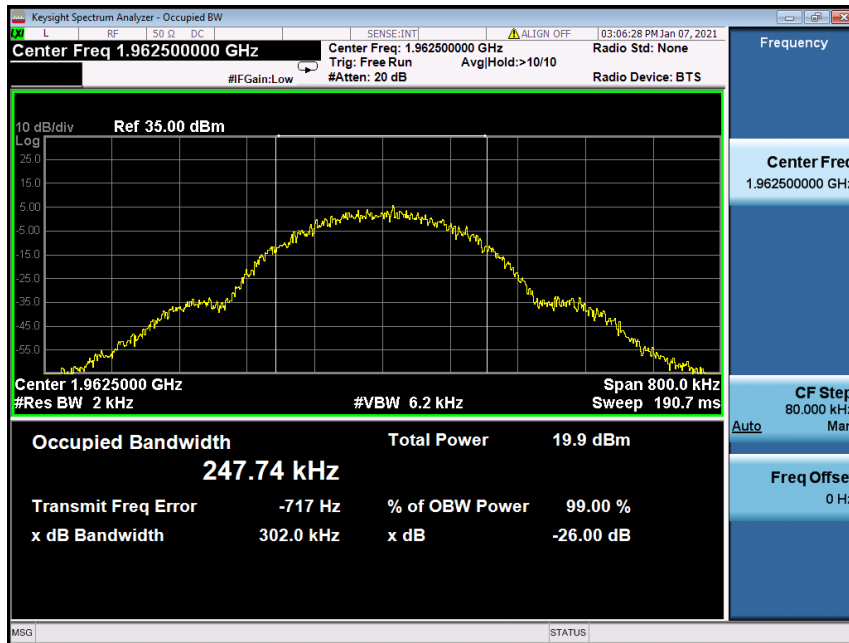 Keysight Spectrum Analyzer - Occupied BW
LXI L RF 50 Ω DC SENSE:INT ALIGN OFF 03:06:28 PM Jan 07, 2021
Center Freq 1.962500000 GHz
Center Freq: 1.962500000 GHz
Radio Std: None
Trig: Free Run Avg|Hold:>10/10
#IFGain:Low #Atten: 20 dB Radio Device: BTS
10 dB/div Ref 35.00 dBm
Log
25.0
15.0
5.00
-5.00
-15.0
-25.0
-35.0
-45.0
-55.0
Center 1.9625000 GHz Span 800.0 kHz
#Res BW 2 kHz #VBW 6.2 kHz Sweep 190.7 ms
Occupied Bandwidth Total Power 19.9 dBm
247.74 kHz
Transmit Freq Error -717 Hz % of OBW Power 99.00 %
x dB Bandwidth 302.0 kHz x dB -26.00 dB
Frequency
Center Freq
1.962500000 GHz
CF Step
80.000 kHz
Auto Man
Freq Offset
0 Hz
MSG STATUS